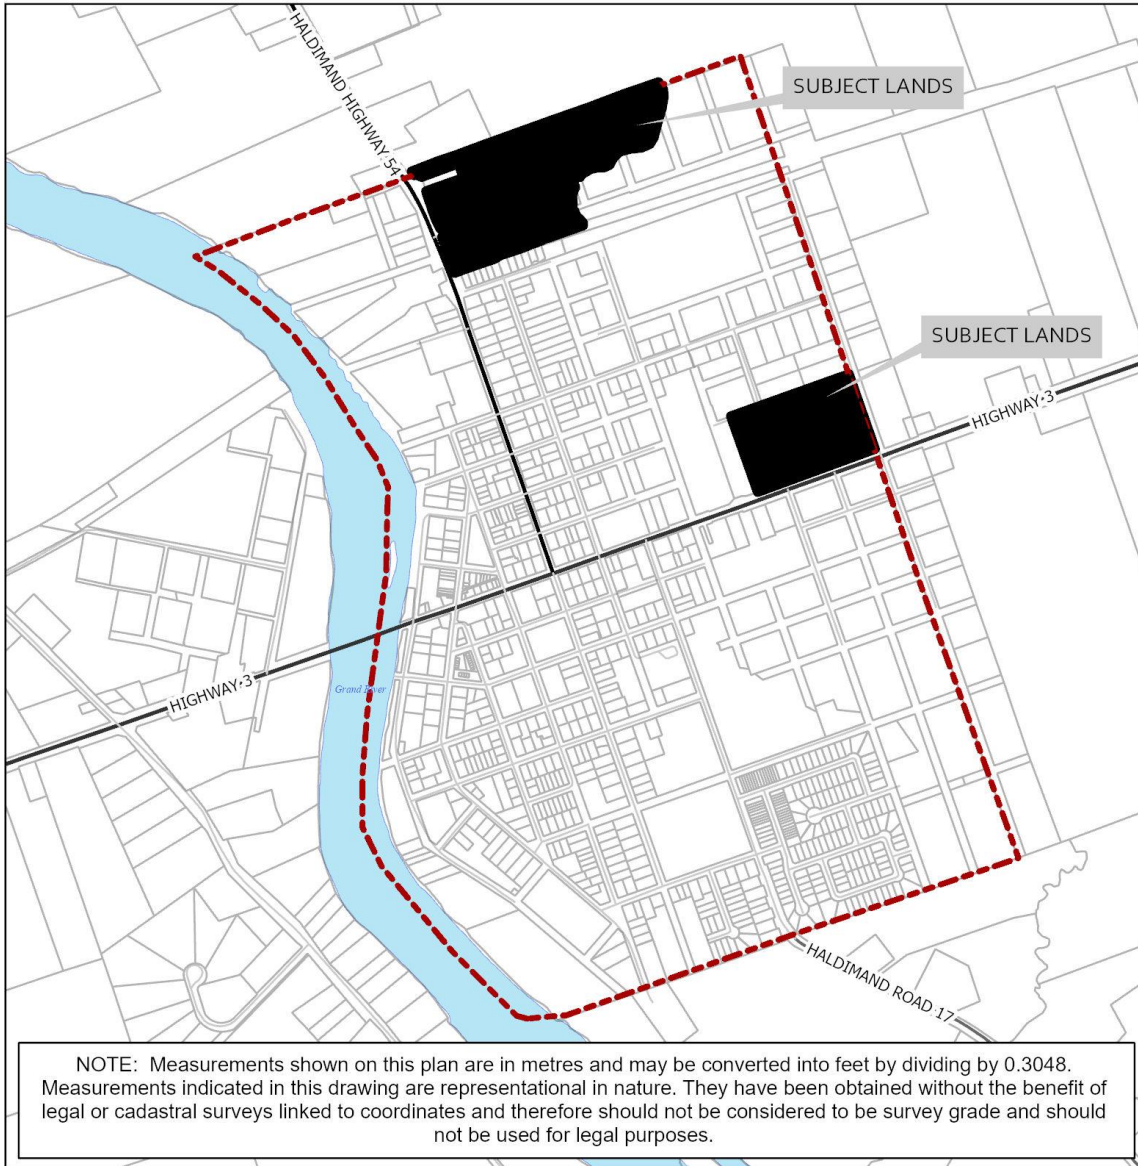 HALDIMAND HIGHWAY 54
SUBJECT LANDS
SUBJECT LANDS
HIGHWAY 3
HIGHWAY 3
Grand River
HALDIMAND ROAD 17
NOTE: Measurements shown on this plan are in metres and may be converted into feet by dividing by 0.3048.
Measurements indicated in this drawing are representational in nature. They have been obtained without the benefit of
legal or cadastral surveys linked to coordinates and therefore should not be considered to be survey grade and should
not be used for legal purposes.